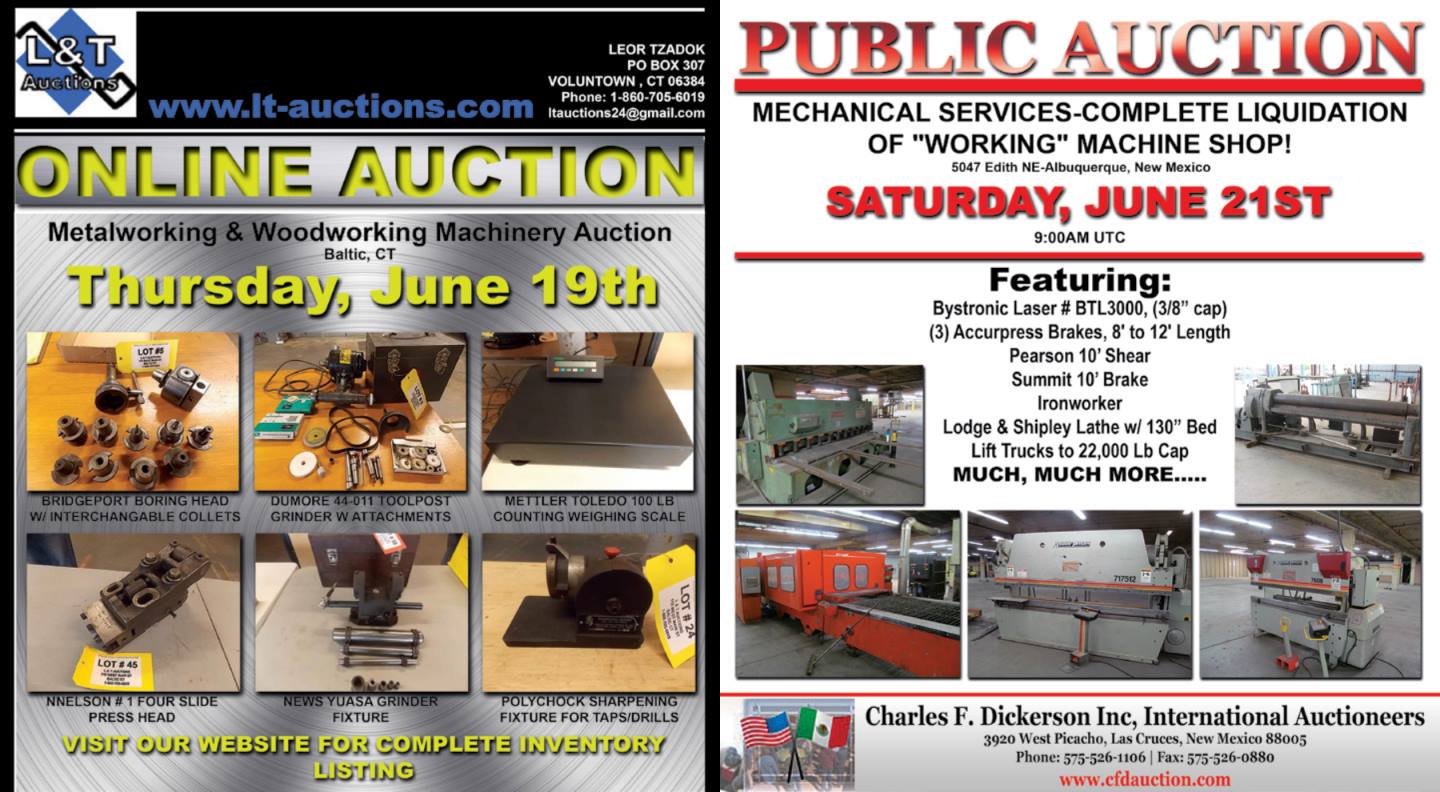 L&T
Auctions
www.lt-auctions.com
LEOR TZADOK
PO BOX 307
VOLUNTOWN , CT 06384
Phone: 1-860-705-6019
ltauctions24@gmail.com
ONLINE AUCTION
Metalworking & Woodworking Machinery Auction
Baltic, CT
Thursday, June 19th
LOT #5
BRIDGEPORT BORING HEAD
W/ INTERCHANGABLE COLLETS
DUMORE 44-011 TOOLPOST
GRINDER W ATTACHMENTS
METTLER TOLEDO 100 LB
COUNTING WEIGHING SCALE
LOT # 45
NNELSON # 1 FOUR SLIDE
PRESS HEAD
NEWS YUASA GRINDER
FIXTURE
LOT # 24
POLYCHOCK SHARPENING
FIXTURE FOR TAPS/DRILLS
VISIT OUR WEBSITE FOR COMPLETE INVENTORY
LISTING
PUBLIC AUCTION
MECHANICAL SERVICES-COMPLETE LIQUIDATION
OF "WORKING" MACHINE SHOP!
5047 Edith NE-Albuquerque, New Mexico
SATURDAY, JUNE 21ST
9:00AM UTC
Featuring:
Bystronic Laser # BTL3000, (3/8” cap)
(3) Accurpress Brakes, 8' to 12' Length
Pearson 10’ Shear
Summit 10’ Brake
Ironworker
Lodge & Shipley Lathe w/ 130” Bed
Lift Trucks to 22,000 Lb Cap
MUCH, MUCH MORE.....
717512
7608
Charles F. Dickerson Inc, International Auctioneers
3920 West Picacho, Las Cruces, New Mexico 88005
Phone: 575-526-1106 | Fax: 575-526-0880
www.cfdauction.com